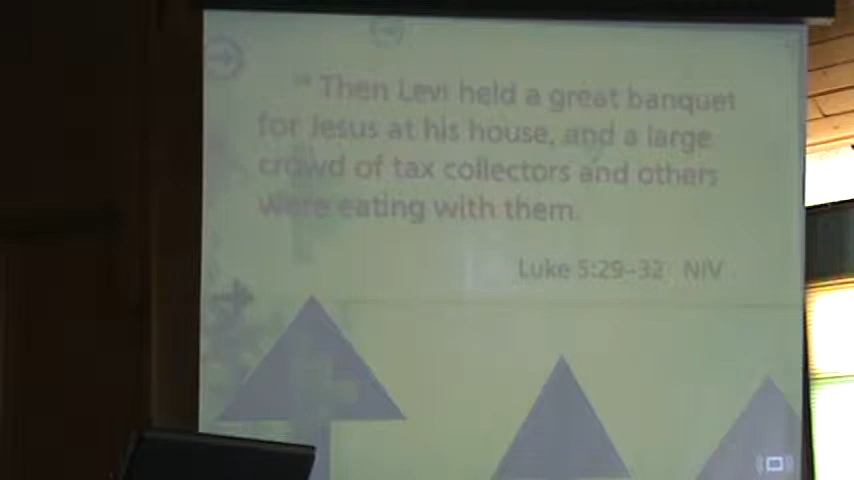 Then Levi held a great banquet
for Jesus at his house, and a large
crowd of tax collectors and others
were eating with them.
Luke 5:29–32 NIV